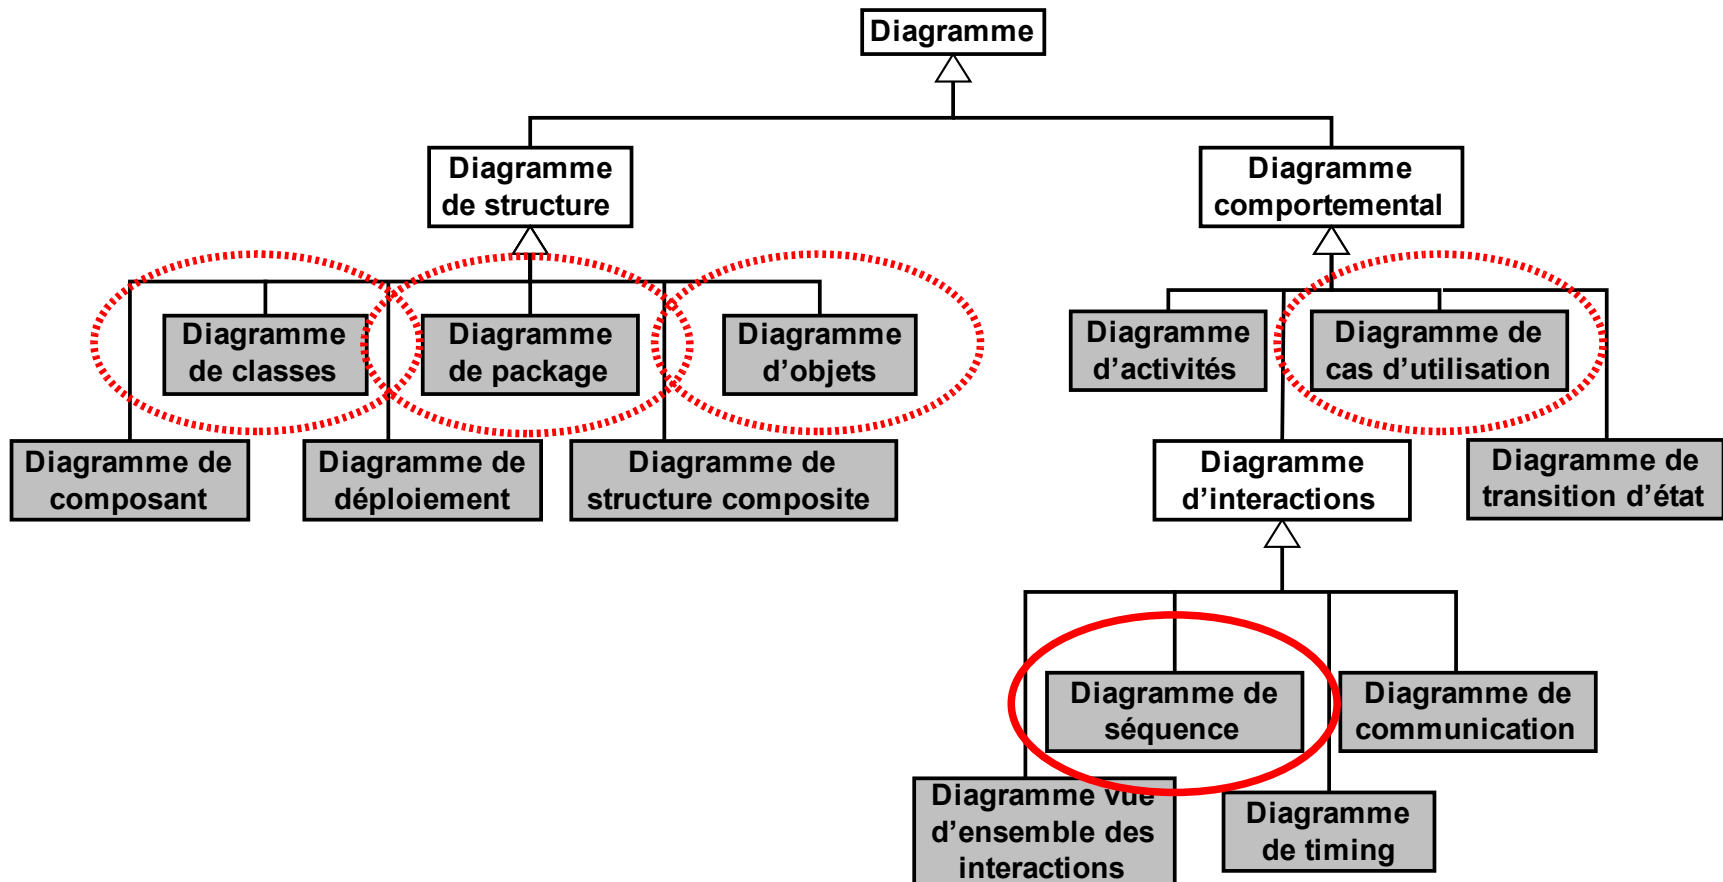 Diagramme
Diagramme
de structure
Diagramme
comportemental
Diagramme
de classes
Diagramme
de package
Diagramme
d’objets
Diagramme
d’activités
Diagramme de
cas d’utilisation
Diagramme de
composant
Diagramme de
déploiement
Diagramme de
structure composite
Diagramme
d’interactions
Diagramme de
transition d’état
Diagramme de
séquence
Diagramme de
communication
Diagramme vue
d’ensemble des
interactions
Diagramme
de timing